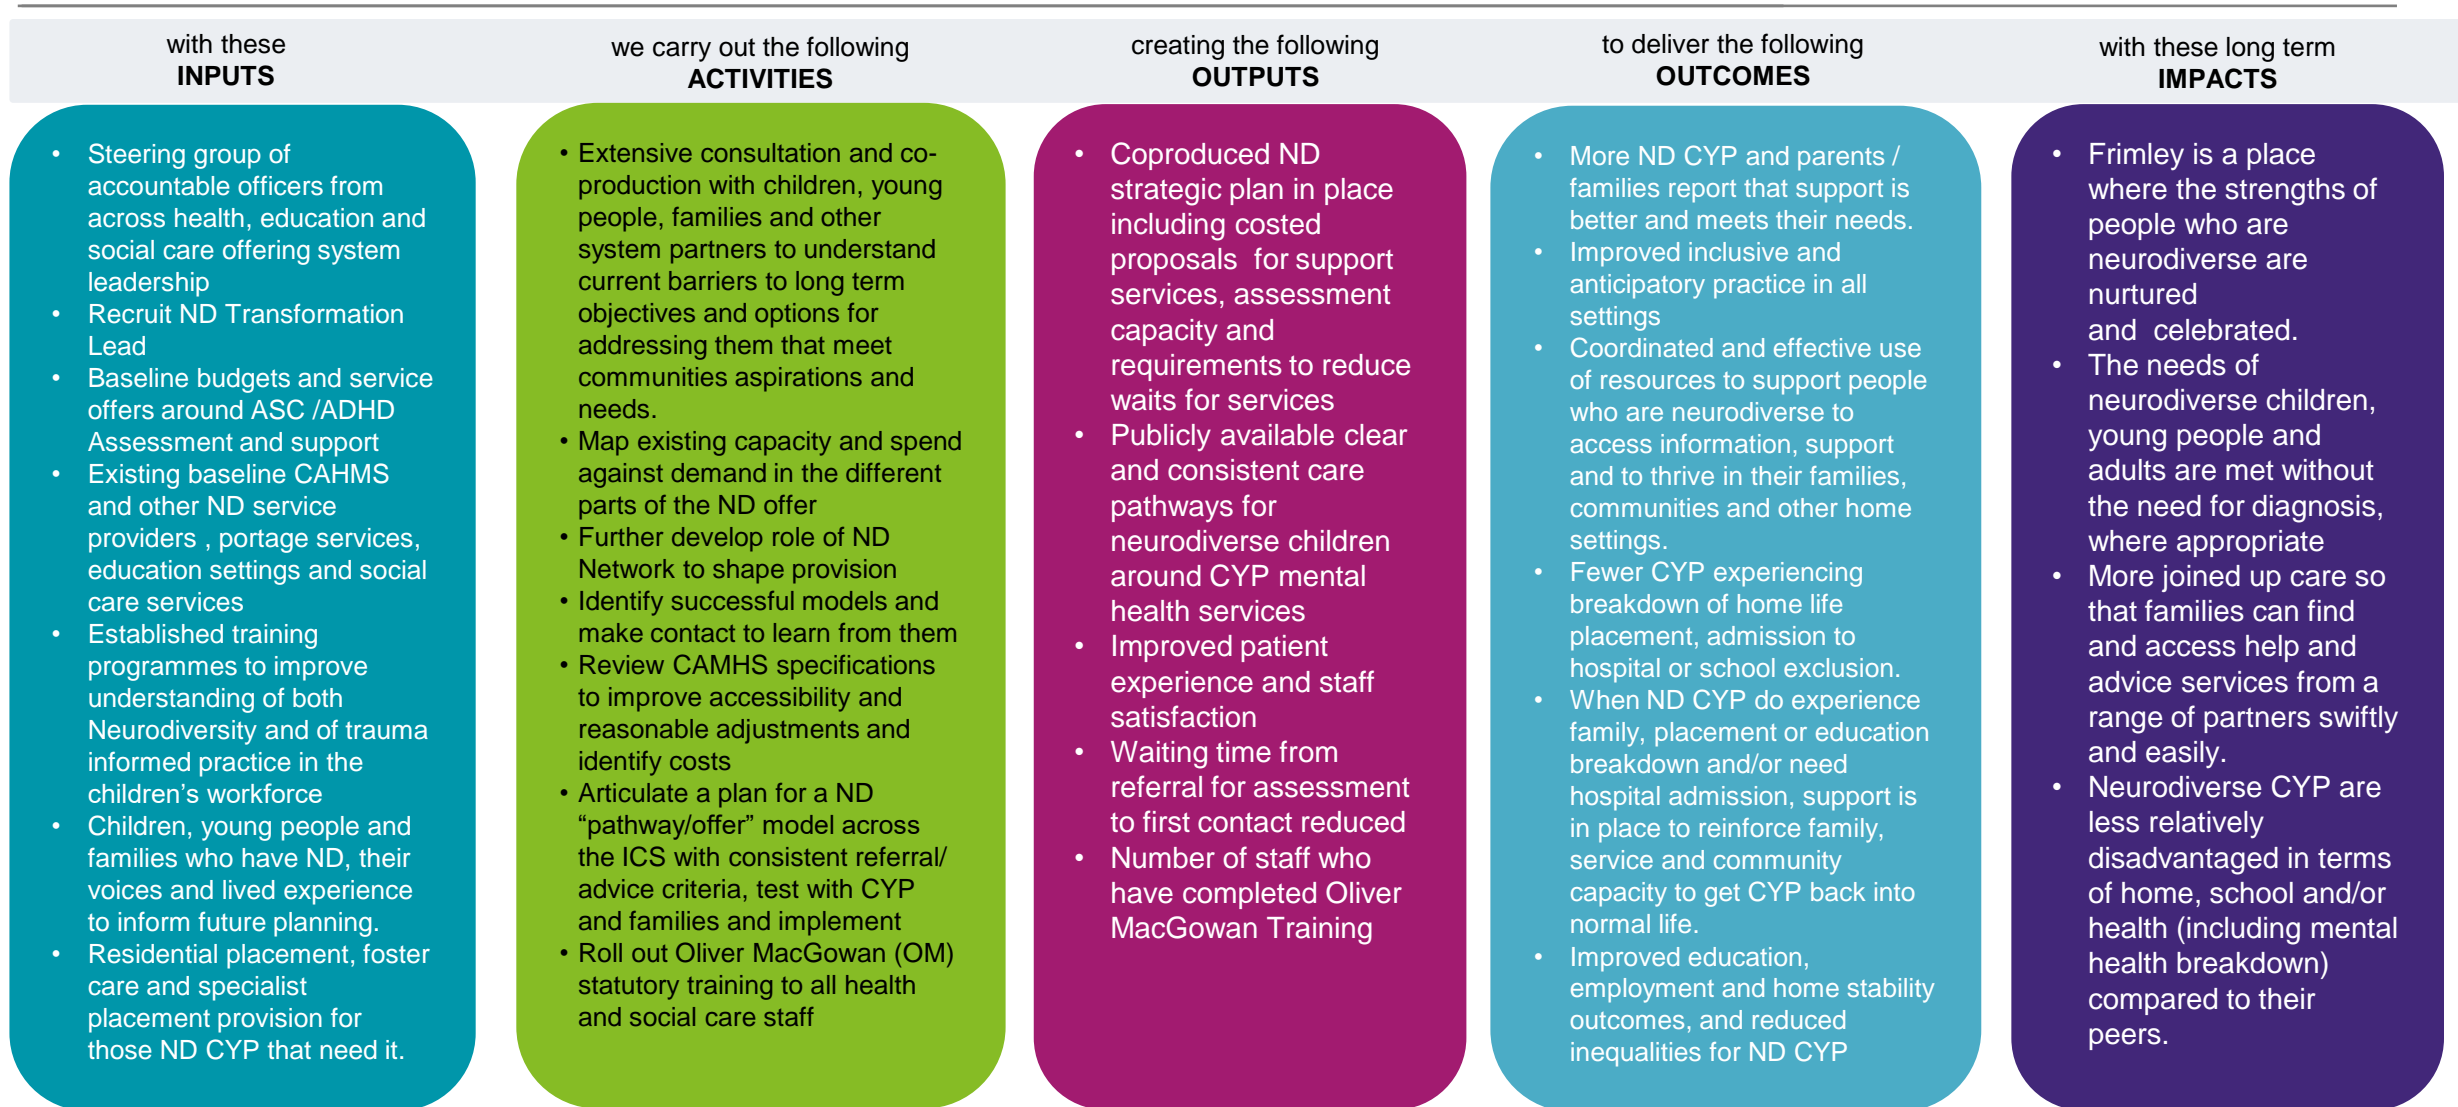 with these
INPUTS
we carry out the following
ACTIVITIES
creating the following
OUTPUTS
to deliver the following
OUTCOMES
with these long term
IMPACTS
• Steering group of
accountable officers from
across health, education and
social care offering system
leadership
• Recruit ND Transformation
Lead
• Baseline budgets and service
offers around ASC /ADHD
Assessment and support
• Existing baseline CAHMS
and other ND service
providers , portage services,
education settings and social
care services
• Established training
programmes to improve
understanding of both
Neurodiversity and of trauma
informed practice in the
children’s workforce
• Children, young people and
families who have ND, their
voices and lived experience
to inform future planning.
• Residential placement, foster
care and specialist
placement provision for
those ND CYP that need it.
• Extensive consultation and co-
production with children, young
people, families and other
system partners to understand
current barriers to long term
objectives and options for
addressing them that meet
communities aspirations and
needs.
• Map existing capacity and spend
against demand in the different
parts of the ND offer
• Further develop role of ND
Network to shape provision
• Identify successful models and
make contact to learn from them
• Review CAMHS specifications
to improve accessibility and
reasonable adjustments and
identify costs
• Articulate a plan for a ND
“pathway/offer” model across
the ICS with consistent referral/
advice criteria, test with CYP
and families and implement
• Roll out Oliver MacGowan (OM)
statutory training to all health
and social care staff
• Coproduced ND
strategic plan in place
including costed
proposals  for support
services, assessment
capacity and
requirements to reduce
waits for services
• Publicly available clear
and consistent care
pathways for
neurodiverse children
around CYP mental
health services
• Improved patient
experience and staff
satisfaction
• Waiting time from
referral for assessment
to first contact reduced
• Number of staff who
have completed Oliver
MacGowan Training
• More ND CYP and parents /
families report that support is
better and meets their needs.
• Improved inclusive and
anticipatory practice in all
settings
• Coordinated and effective use
of resources to support people
who are neurodiverse to
access information, support
and to thrive in their families,
communities and other home
settings.
• Fewer CYP experiencing
breakdown of home life
placement, admission to
hospital or school exclusion.
• When ND CYP do experience
family, placement or education
breakdown and/or need
hospital admission, support is
in place to reinforce family,
service and community
capacity to get CYP back into
normal life.
• Improved education,
employment and home stability
outcomes, and reduced
inequalities for ND CYP
• Frimley is a place
where the strengths of
people who are
neurodiverse are
nurtured
and  celebrated.
• The needs of
neurodiverse children,
young people and
adults are met without
the need for diagnosis,
where appropriate
• More joined up care so
that families can find
and access help and
advice services from a
range of partners swiftly
and easily.
• Neurodiverse CYP are
less relatively
disadvantaged in terms
of home, school and/or
health (including mental
health breakdown)
compared to their
peers.